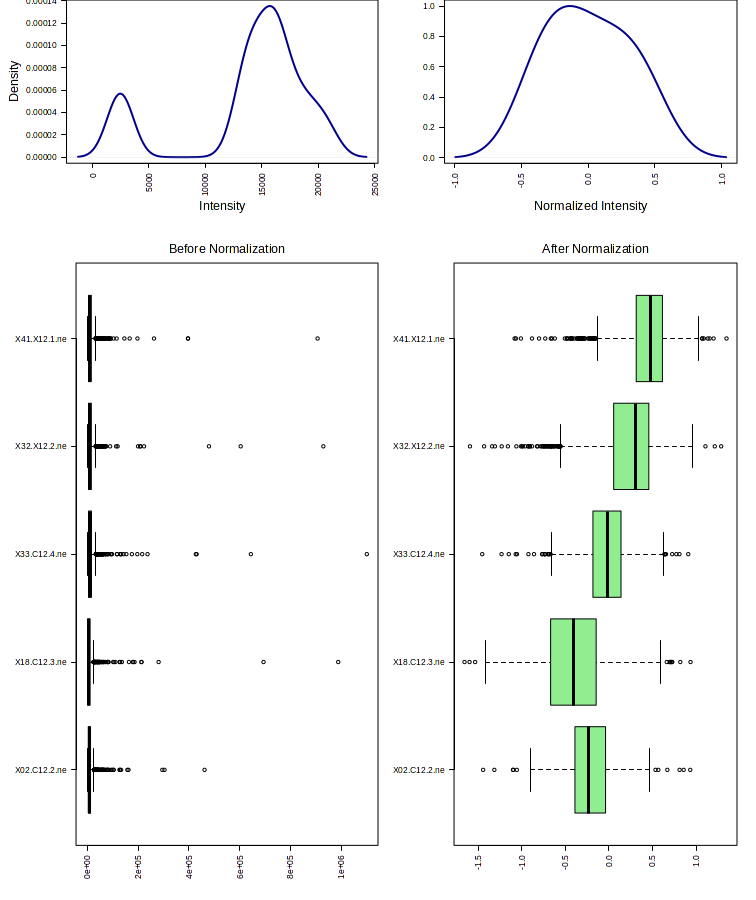 0.00014
0.00010
0.00008
0.00006
0.00004
0.00002
0.00000
Density
0
5000
10000
15000
20000
25000
Intensity
1.0
0.8
0.6
0.4
0.2
0.0
-1.0
-0.5
0.0
0.5
1.0
Normalized Intensity
Before Normalization
X41.X12.1.ne
X32.X12.2.ne
X33.C12.4.ne
X18.C12.3.ne
X02.C12.2.ne
0e+00
2e+05
4e+05
6e+05
8e+05
1e+06
After Normalization
X41.X12.1.ne
X32.X12.2.ne
X33.C12.4.ne
X18.C12.3.ne
X02.C12.2.ne
-1.5
-1.0
-0.5
0.0
0.5
1.0